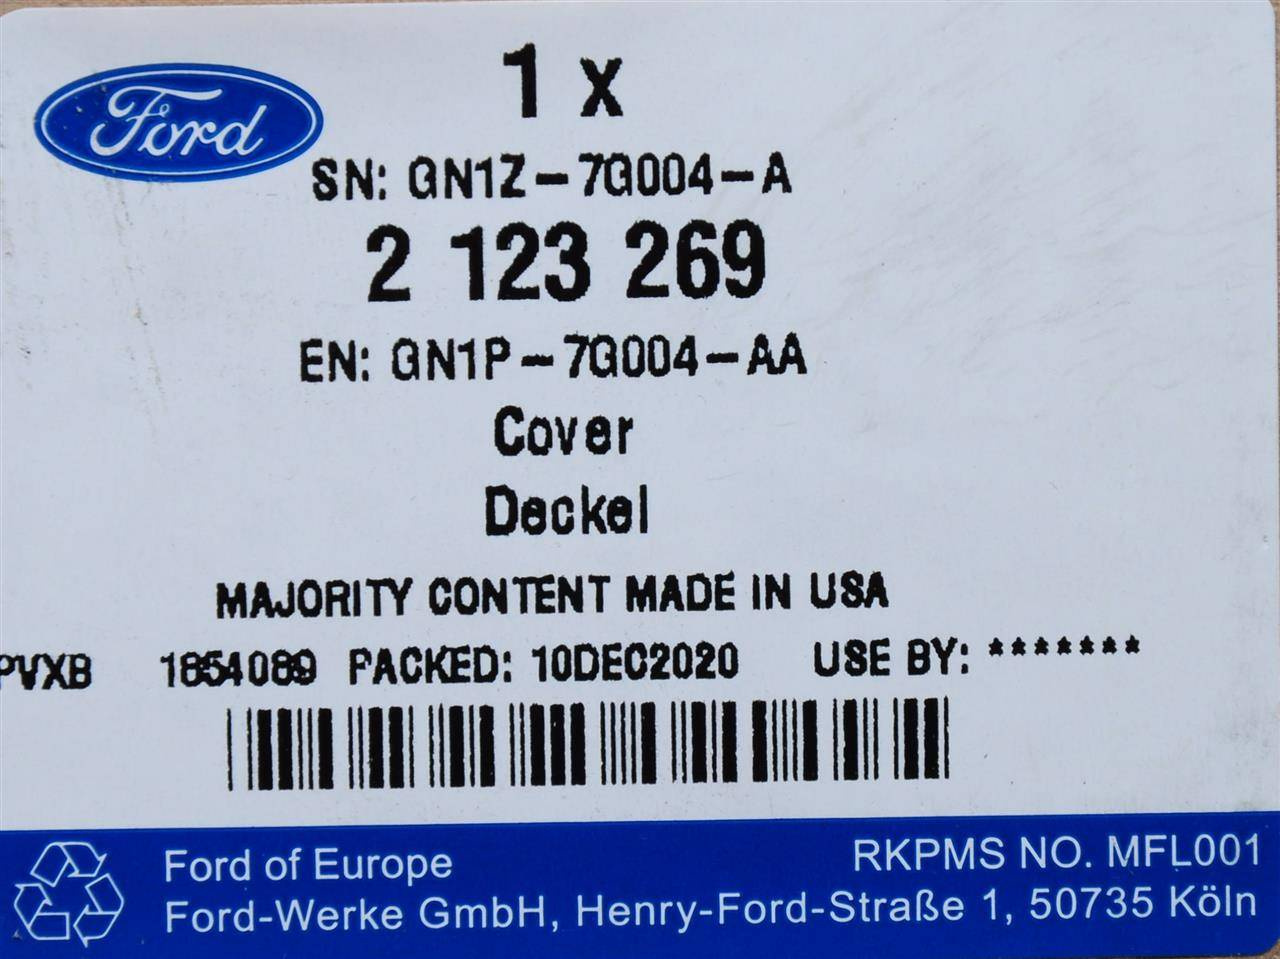 1 x
Ford
SN: GN1Z-7G004-A
2 123 269
EN: GN1P-7G004-AA
Cover
Deckel
MAJORITY CONTENT MADE IN USA
PVXB 1854089 PACKED: 10DEC2020 USE BY: *******
Ford of Europe RKPMS NO. MFL001
Ford-Werke GmbH, Henry-Ford-Straße 1, 50735 Köln